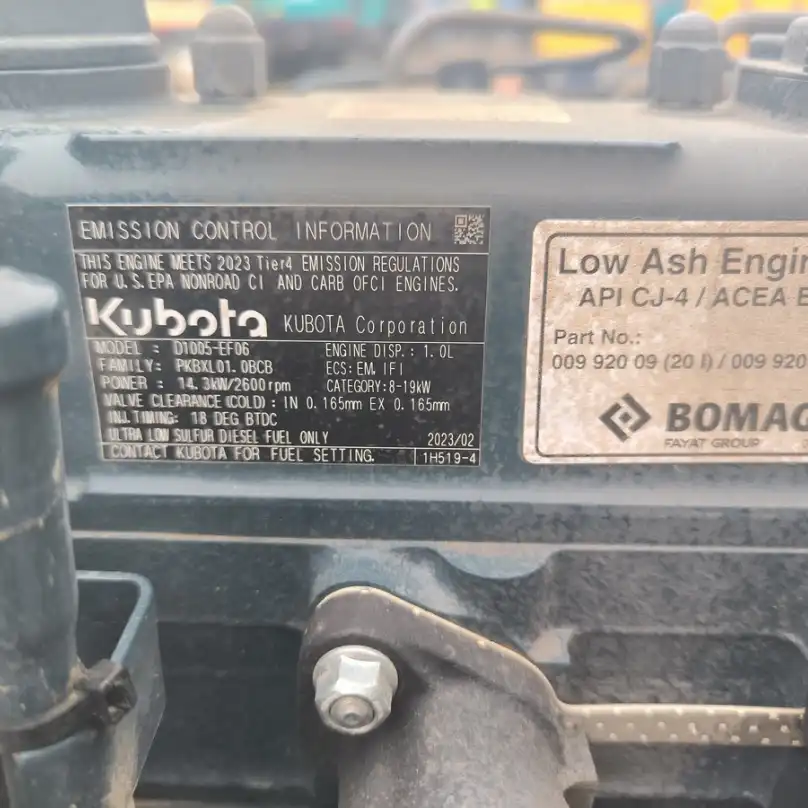 EMISSION CONTROL INFORMATION
THIS ENGINE MEETS 2023 Tier4 EMISSION REGULATIONS
FOR U.S.EPA NONROAD CI AND CARB OFCI ENGINES.
Kubota KUBOTA Corporation
MODEL : D1005-EF06 ENGINE DISP.: 1.0L
FAMILY: PKBXL01.0BCB ECS:EM, IFI
POWER : 14.3kW/2600rpm CATEGORY:8-19kW
VALVE CLEARANCE(COLD): IN 0.165mm EX 0.165mm
INJ.TIMING: 18 DEG BTDC
ULTRA LOW SULFUR DIESEL FUEL ONLY 2023/02
CONTACT KUBOTA FOR FUEL SETTING. 1H519-4
Low Ash Engin
API CJ-4 / ACEA E
Part No.:
009 920 09 (20 l) / 009 920
BOMAG
FAYAT GROUP